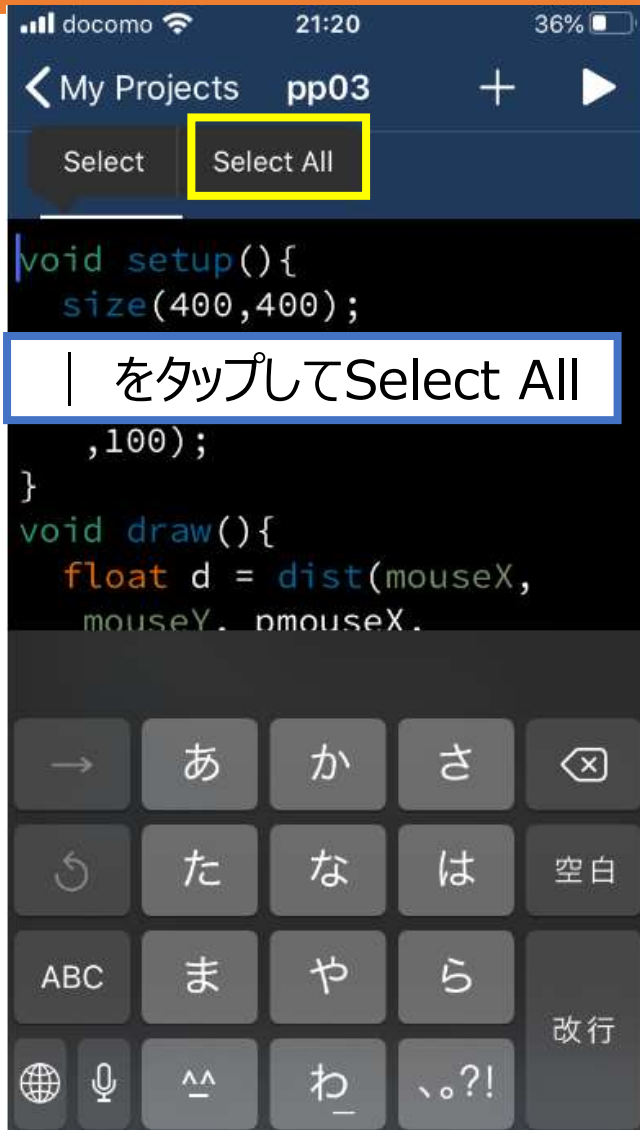 docomo 21:20 36%
My Projects pp03 +
Select Select All
void setup(){
size(400,400);
| をタップしてSelect All
,100);
}
void draw(){
float d = dist(mouseX,
mouseY, pmouseX,
→ あ か さ
た な は 空白
ABC ま や ら
改行
^^ わ_ 、。?!